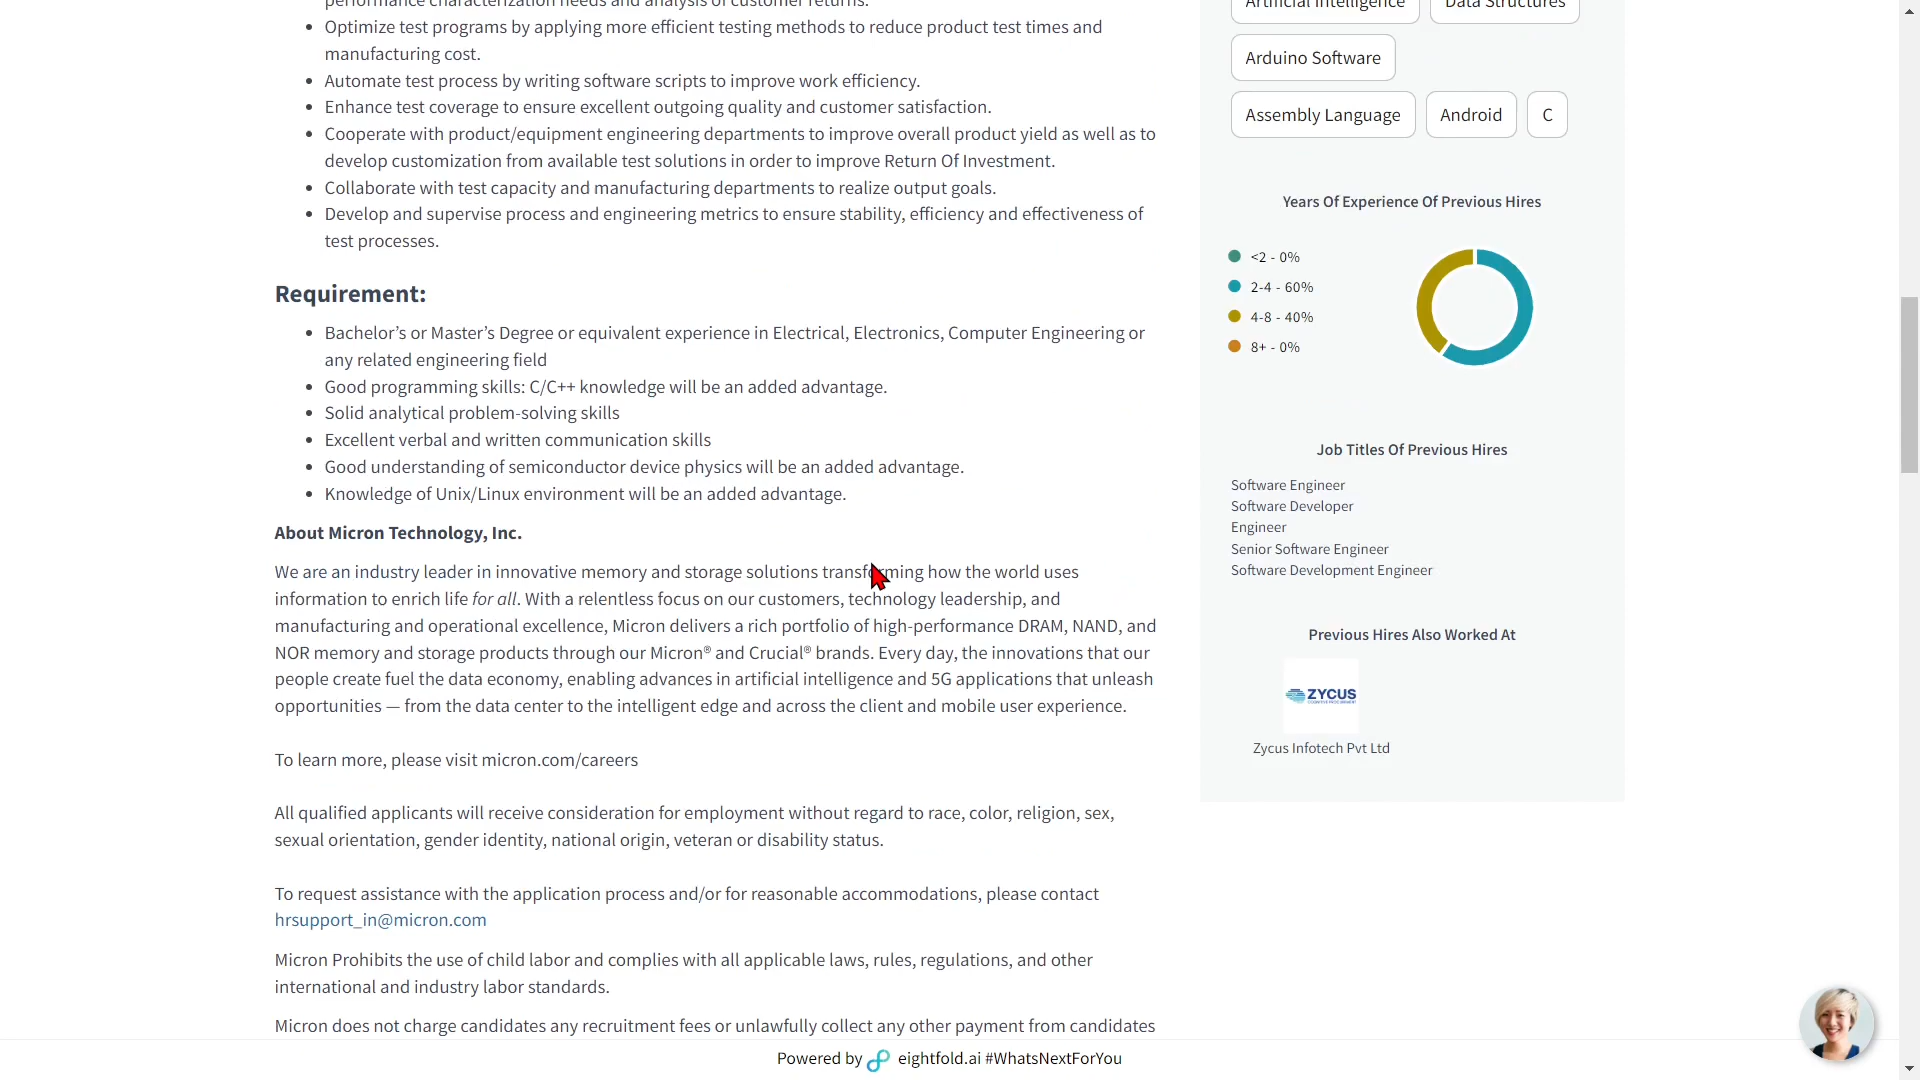 performance characterization needs and analysis of customer returns.
Optimize test programs by applying more efficient testing methods to reduce product test times and
manufacturing cost.
Automate test process by writing software scripts to improve work efficiency.
Enhance test coverage to ensure excellent outgoing quality and customer satisfaction.
Cooperate with product/equipment engineering departments to improve overall product yield as well as to
develop customization from available test solutions in order to improve Return Of Investment.
Collaborate with test capacity and manufacturing departments to realize output goals.
Develop and supervise process and engineering metrics to ensure stability, efficiency and effectiveness of
test processes.
Requirement:
Bachelor’s or Master’s Degree or equivalent experience in Electrical, Electronics, Computer Engineering or
any related engineering field
Good programming skills: C/C++ knowledge will be an added advantage.
Solid analytical problem-solving skills
Excellent verbal and written communication skills
Good understanding of semiconductor device physics will be an added advantage.
Knowledge of Unix/Linux environment will be an added advantage.
About Micron Technology, Inc.
We are an industry leader in innovative memory and storage solutions transforming how the world uses
information to enrich life for all. With a relentless focus on our customers, technology leadership, and
manufacturing and operational excellence, Micron delivers a rich portfolio of high-performance DRAM, NAND, and
NOR memory and storage products through our Micron® and Crucial® brands. Every day, the innovations that our
people create fuel the data economy, enabling advances in artificial intelligence and 5G applications that unleash
opportunities — from the data center to the intelligent edge and across the client and mobile user experience.
To learn more, please visit micron.com/careers
All qualified applicants will receive consideration for employment without regard to race, color, religion, sex,
sexual orientation, gender identity, national origin, veteran or disability status.
To request assistance with the application process and/or for reasonable accommodations, please contact
hrsupport_in@micron.com
Micron Prohibits the use of child labor and complies with all applicable laws, rules, regulations, and other
international and industry labor standards.
Micron does not charge candidates any recruitment fees or unlawfully collect any other payment from candidates
Artificial Intelligence Data Structures
Arduino Software
Assembly Language Android C
Years Of Experience Of Previous Hires
<2 - 0%
2-4 - 60%
4-8 - 40%
8+ - 0%
Job Titles Of Previous Hires
Software Engineer
Software Developer
Engineer
Senior Software Engineer
Software Development Engineer
Previous Hires Also Worked At
ZYCUS
Zycus Infotech Pvt Ltd
Powered by eightfold.ai #WhatsNextForYou